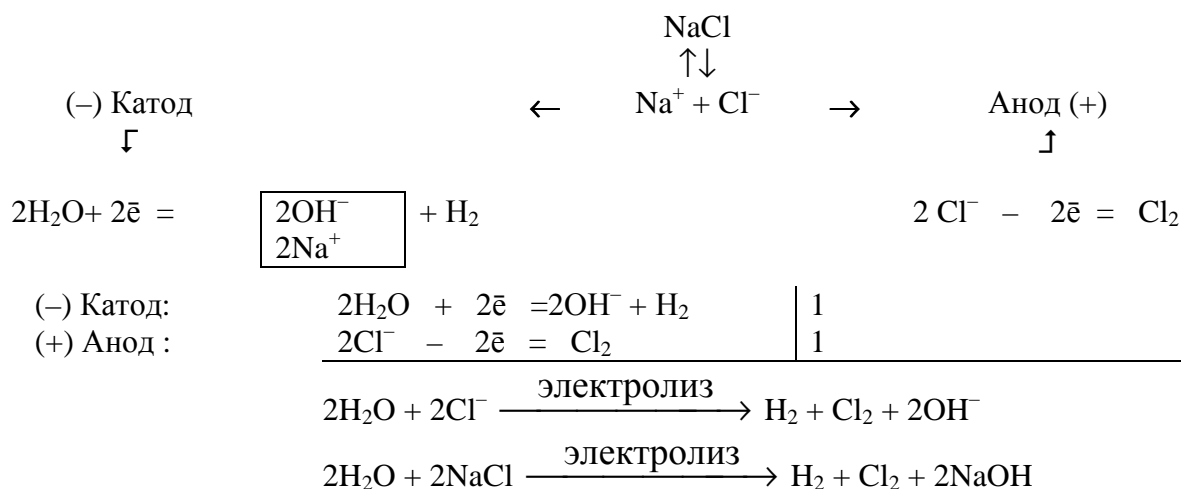 NaCl
↑↓
(–) Катод ← Na⁺ + Cl⁻ → Анод (+)
2H₂O+ 2ē = 2OH⁻ + H₂ 2 Cl⁻ – 2ē = Cl₂
2Na⁺
(–) Катод: 2H₂O + 2ē =2OH⁻ + H₂ 1
(+) Анод : 2Cl⁻ – 2ē = Cl₂ 1
электролиз
2H₂O + 2Cl⁻ ⟶ H₂ + Cl₂ + 2OH⁻
электролиз
2H₂O + 2NaCl ⟶ H₂ + Cl₂ + 2NaOH